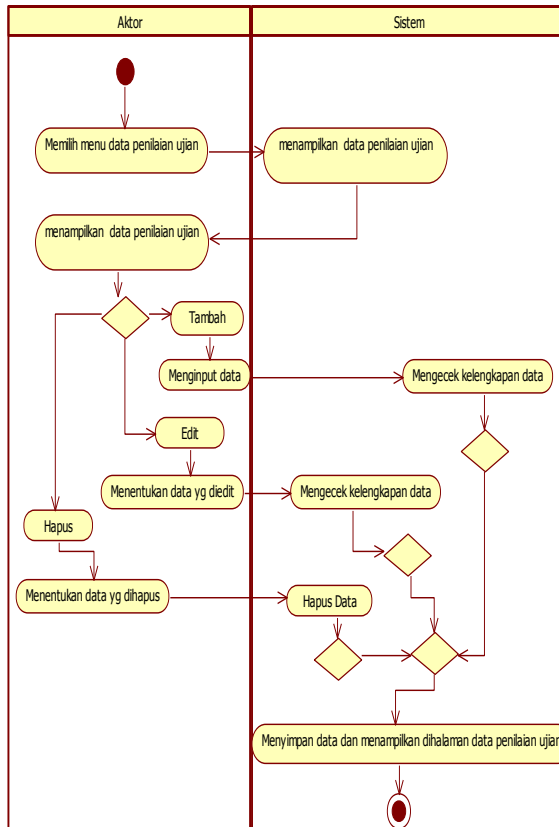 Aktor
Sistem
Memilih menu data penilaian ujian
menampilkan data penilaian ujian
menampilkan data penilaian ujian
Tambah
Menginput data
Mengecek kelengkapan data
Edit
Menentukan data yg diedit
Mengecek kelengkapan data
Hapus
Menentukan data yg dihapus
Hapus Data
Menyimpan data dan menampilkan dihalaman data penilaian ujian